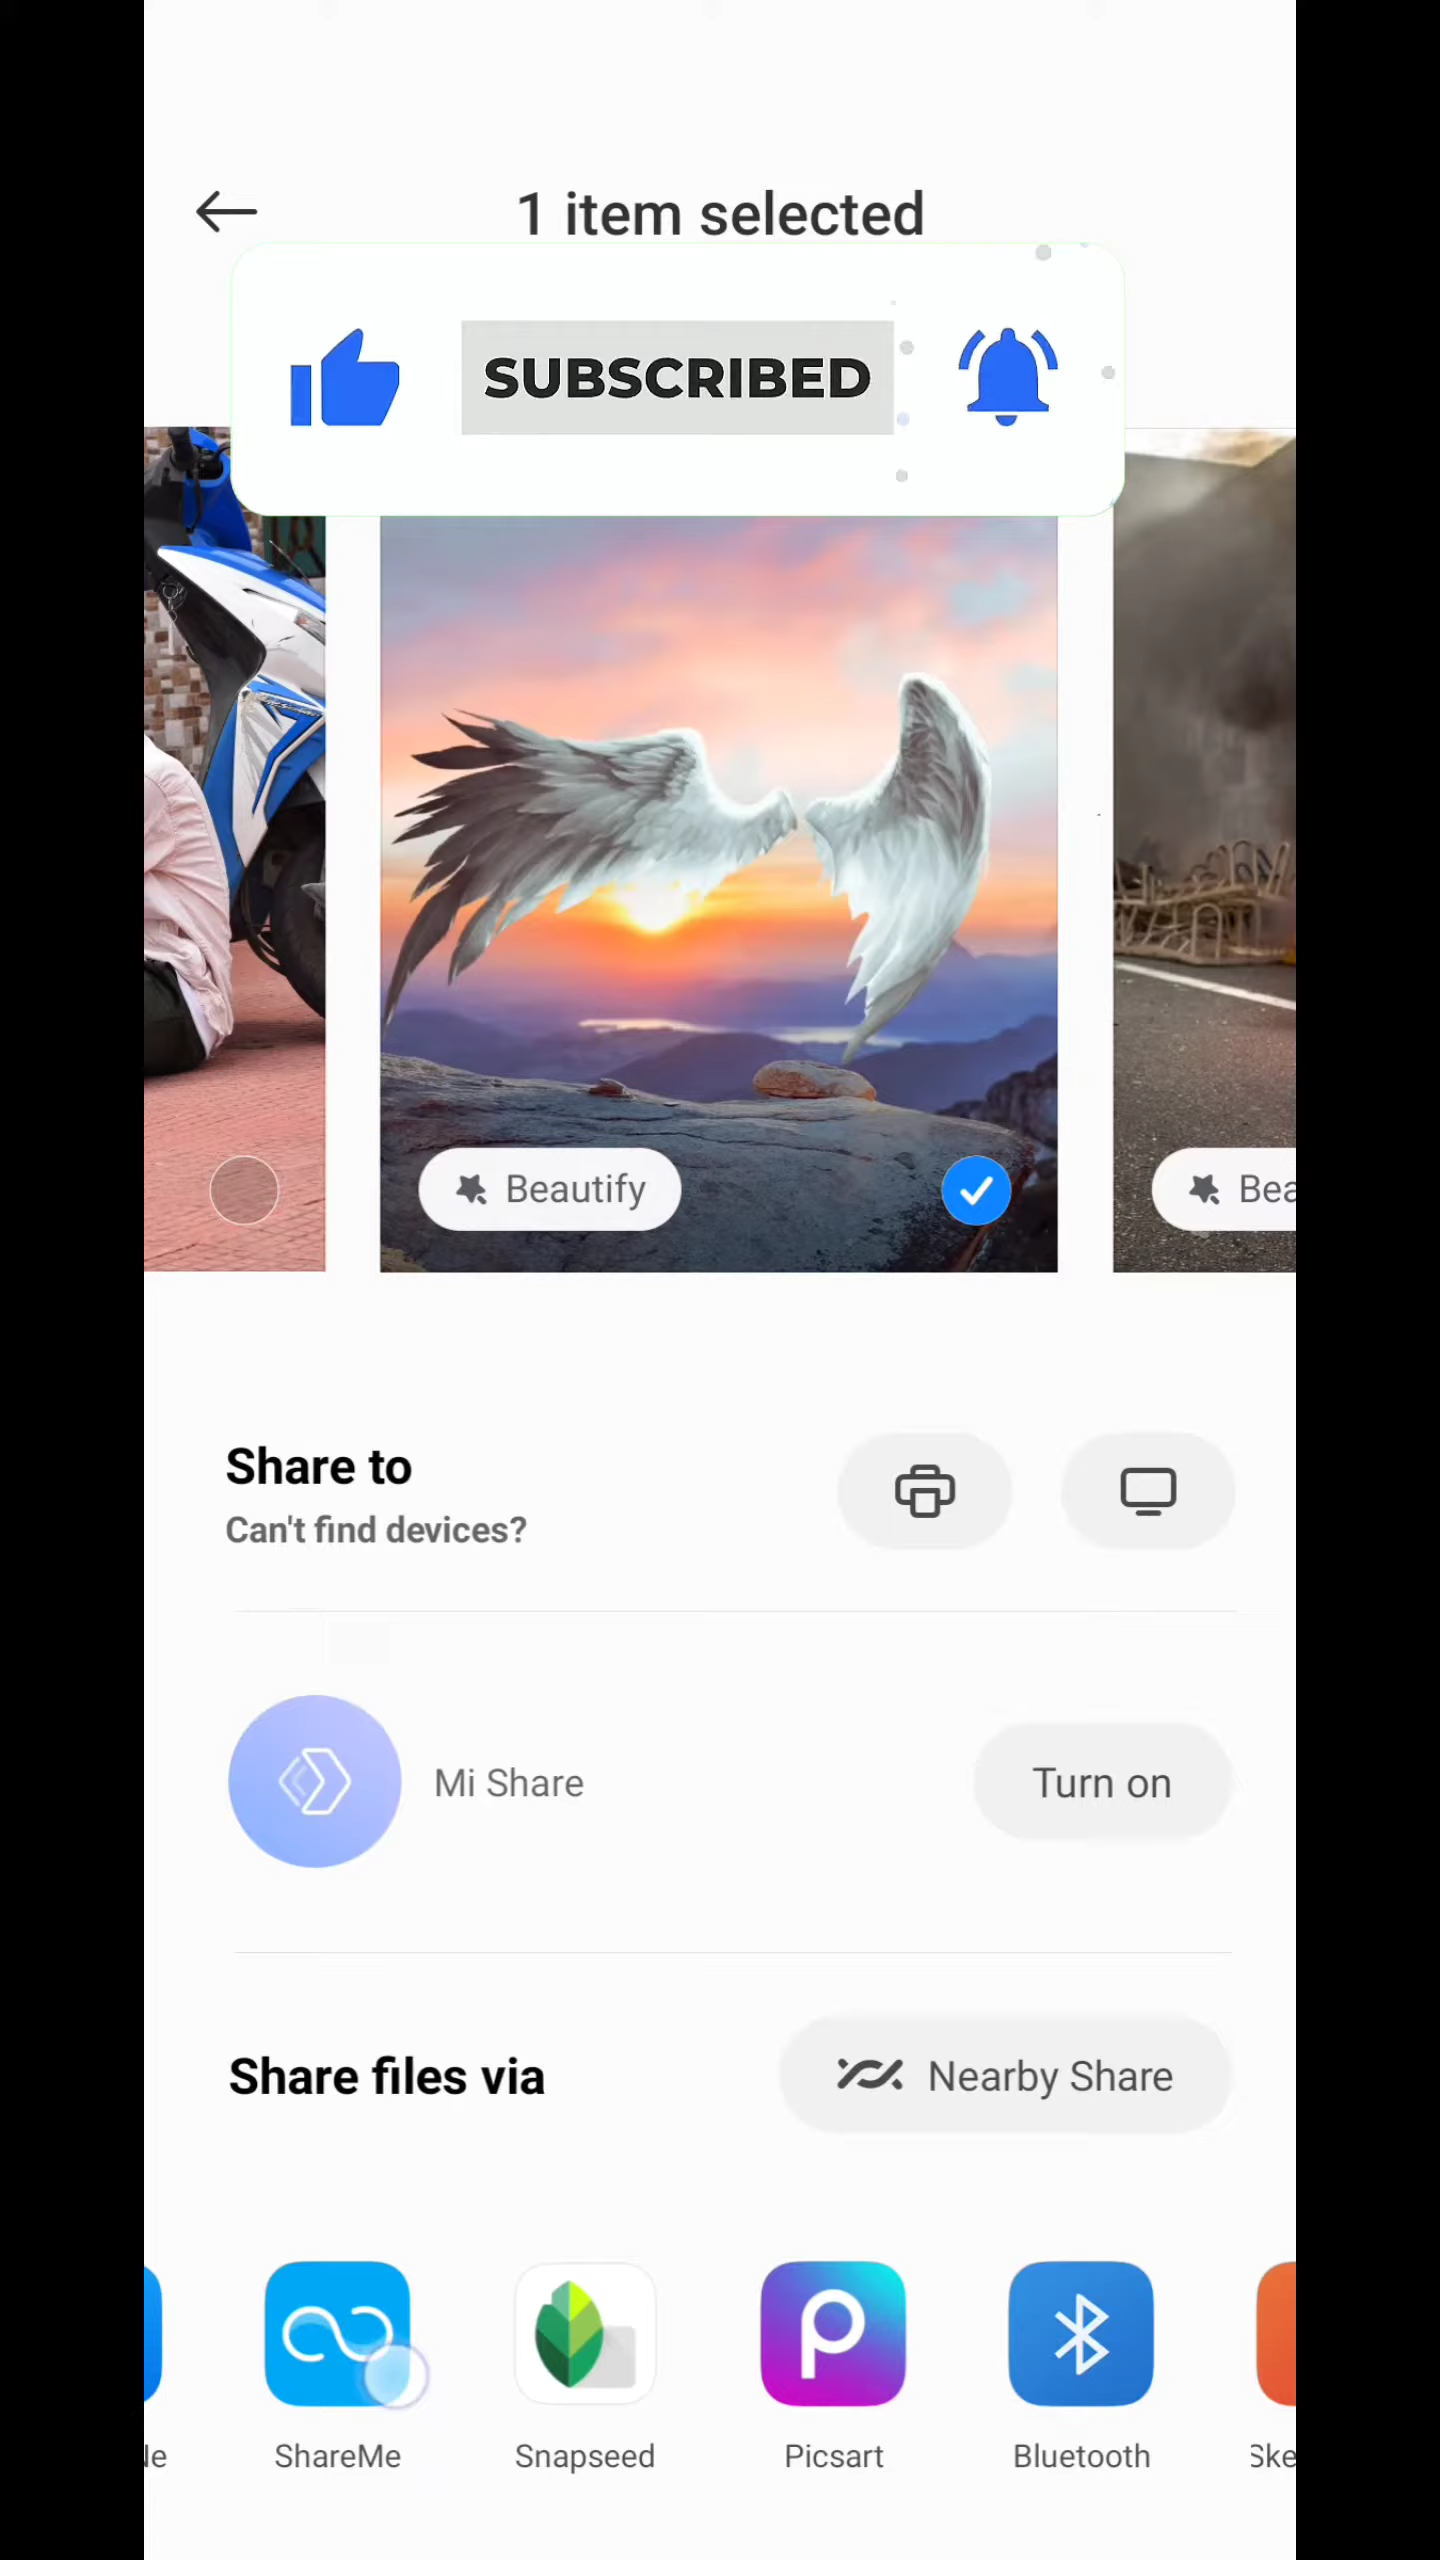 1 item selected
SUBSCRIBED
Beautify
Bea
Share to
Can't find devices?
Mi Share
Turn on
Share files via
Nearby Share
ShareMe
Snapseed
Picsart
Bluetooth
Ske